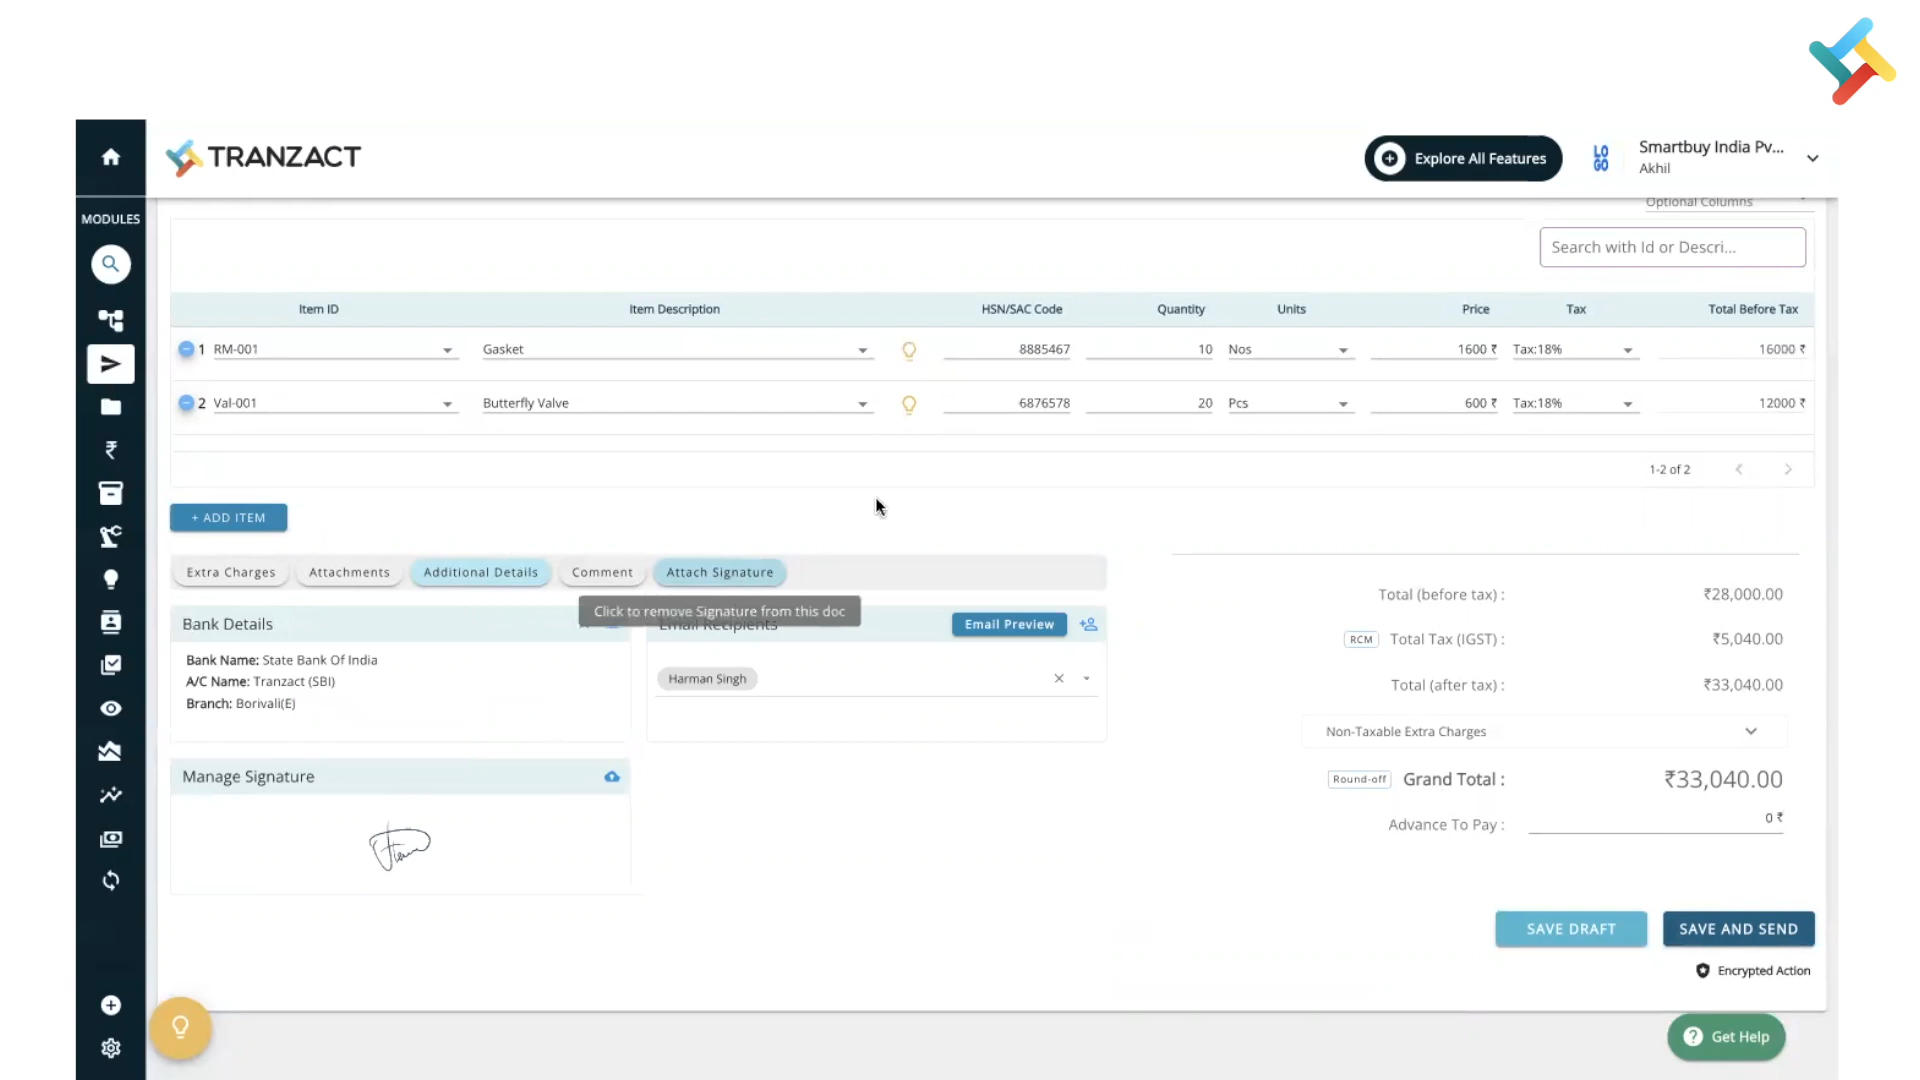 TRANZACT
Explore All Features
LO
GO
Smartbuy India Pv...
Akhil
MODULES
Optional Columns
Search with Id or Descri...
Item ID Item Description HSN/SAC Code Quantity Units Price Tax Total Before Tax
1 RM-001 Gasket 8885467 10 Nos 1600 ₹ Tax:18% 16000 ₹
2 Val-001 Butterfly Valve 6876578 20 Pcs 600 ₹ Tax:18% 12000 ₹
1-2 of 2
+ ADD ITEM
Extra Charges Attachments Additional Details Comment Attach Signature
Click to remove Signature from this doc
Bank Details
Email Recipients
Email Preview
Bank Name: State Bank Of India
A/C Name: Tranzact (SBI)
Branch: Borivali(E)
Harman Singh
Manage Signature
Total (before tax) : ₹28,000.00
RCM Total Tax (IGST) : ₹5,040.00
Total (after tax) : ₹33,040.00
Non-Taxable Extra Charges
Round-off Grand Total : ₹33,040.00
Advance To Pay : 0 ₹
SAVE DRAFT SAVE AND SEND
Encrypted Action
Get Help